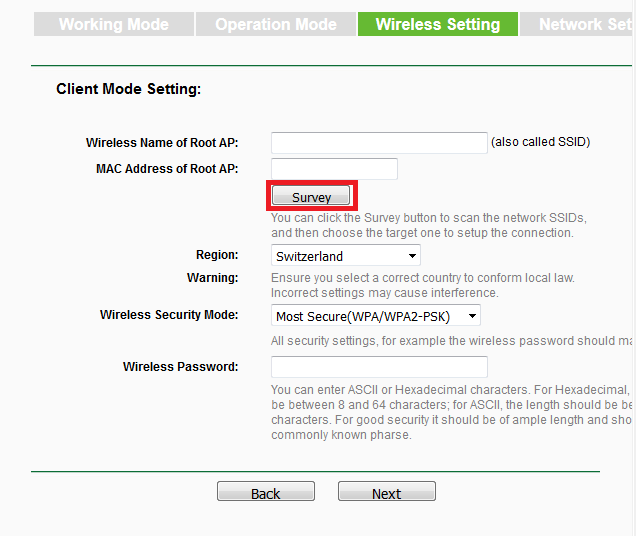 Working Mode Operation Mode Wireless Setting Network Set
Client Mode Setting:
Wireless Name of Root AP: (also called SSID)
MAC Address of Root AP:
Survey
You can click the Survey button to scan the network SSIDs,
and then choose the target one to setup the connection.
Region: Switzerland
Warning: Ensure you select a correct country to conform local law.
Incorrect settings may cause interference.
Wireless Security Mode: Most Secure(WPA/WPA2-PSK)
All security settings, for example the wireless password should ma
Wireless Password:
You can enter ASCII or Hexadecimal characters. For Hexadecimal,
be between 8 and 64 characters; for ASCII, the length should be be
characters. For good security it should be of ample length and sho
commonly known pharse.
Back Next